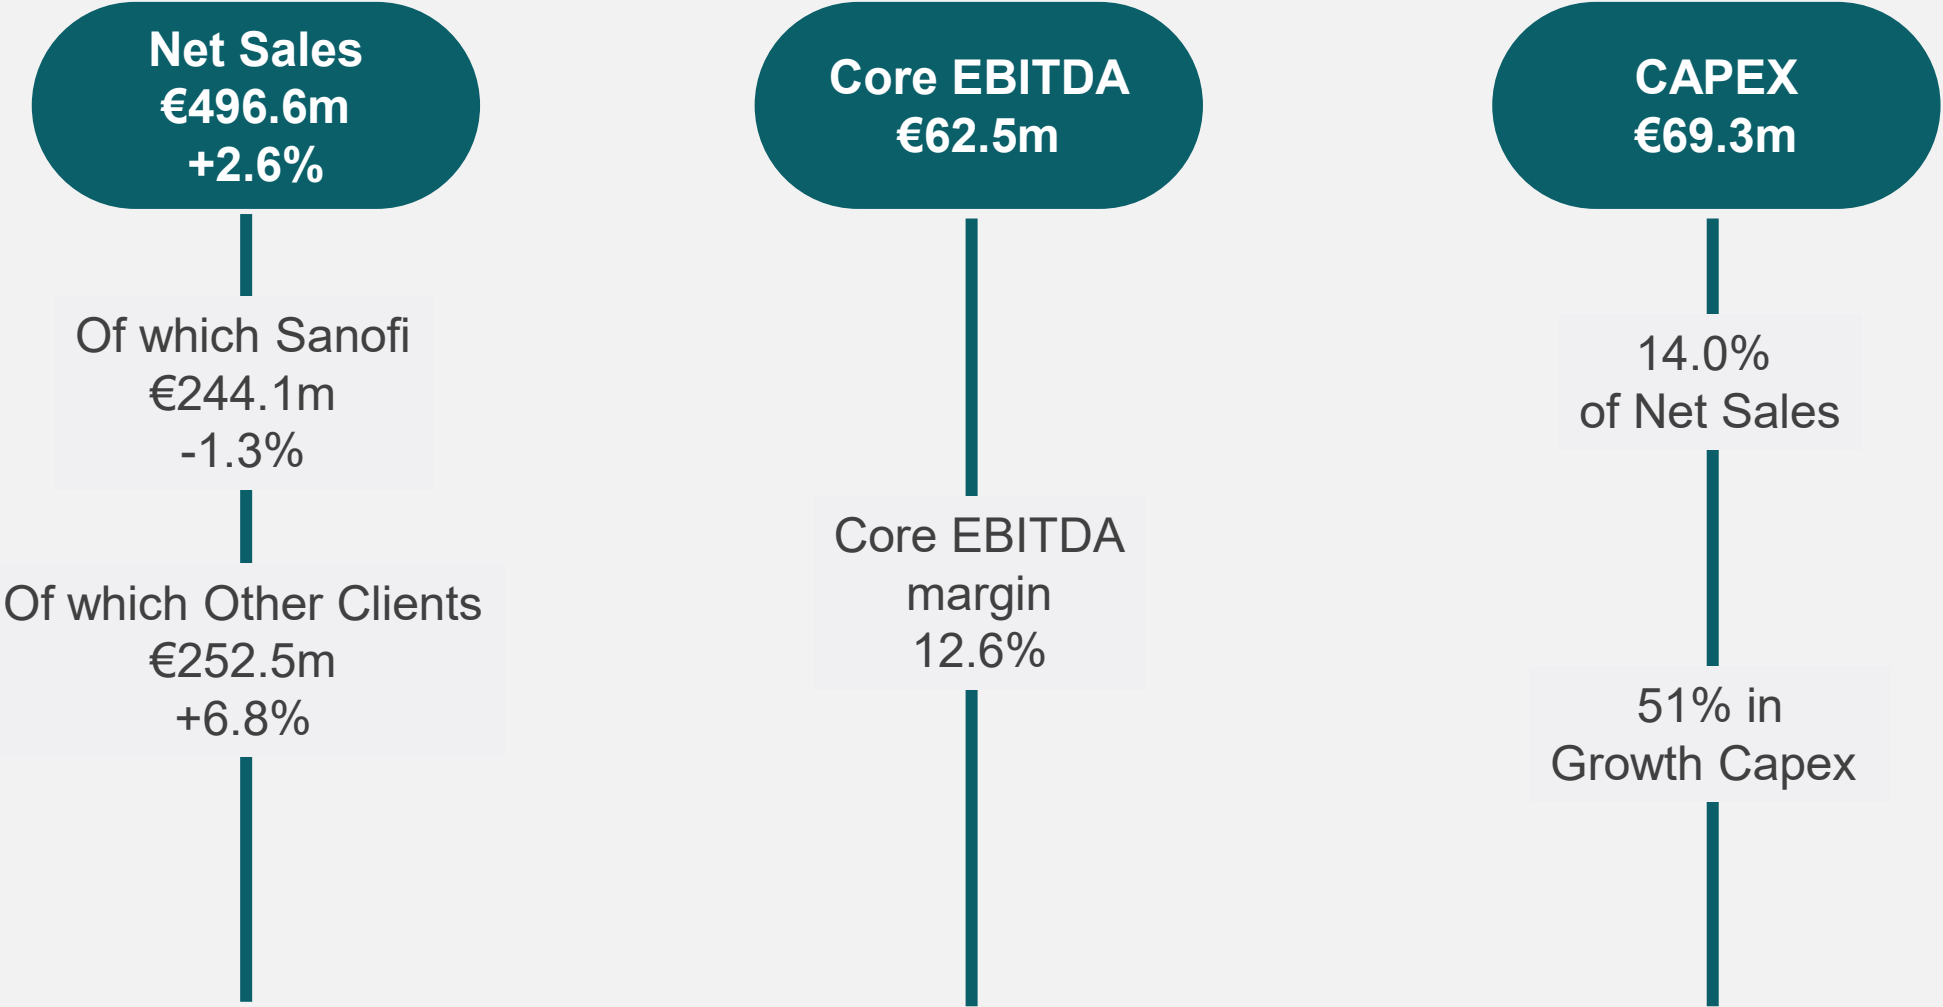 Net Sales
€496.6m
+2.6%
Of which Sanofi
€244.1m
-1.3%
Of which Other Clients
€252.5m
+6.8%
Core EBITDA
€62.5m
Core EBITDA
margin
12.6%
CAPEX
€69.3m
14.0%
of Net Sales
51% in
Growth Capex